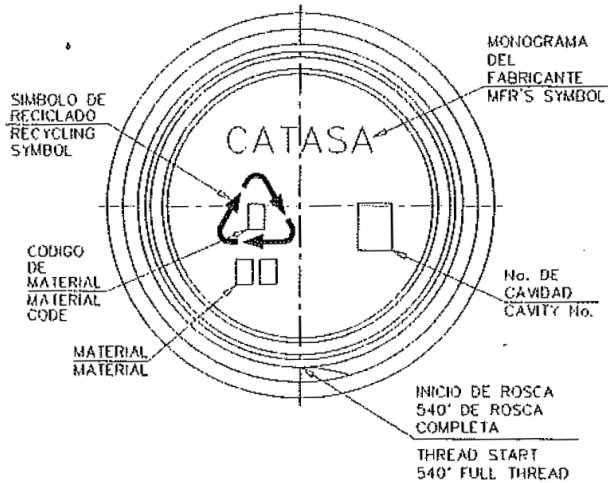 MONOGRAMA
DEL
FABRICANTE
MFR'S SYMBOL
SIMBOLO DE
RECICLADO
RECYCLING
SYMBOL
CATASA
CODIGO
DE
MATERIAL
MATERIAL
CODE
No. DE
CAVIDAD
CAVITY No.
MATERIAL
MATERIAL
INICIO DE ROSCA
540° DE ROSCA
COMPLETA
THREAD START
540° FULL THREAD